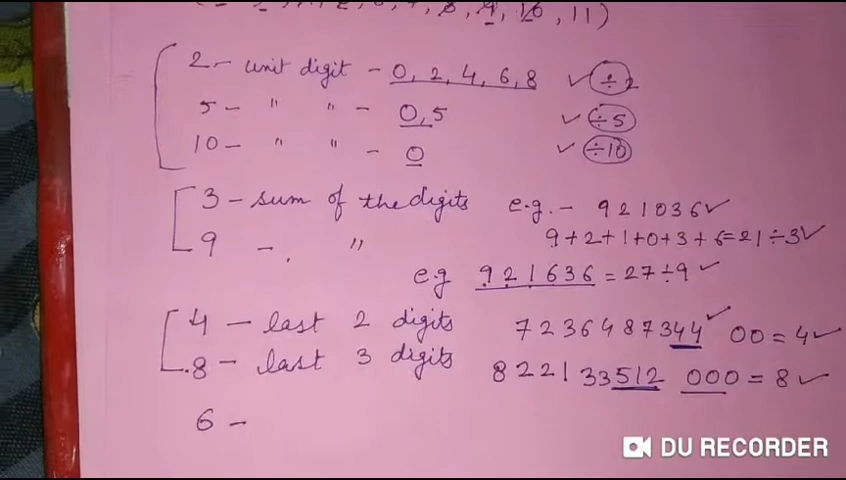 , 16, 11)
2 - unit digit - 0, 2, 4, 6, 8 ✓ ÷ 2
5 - " " - 0, 5 ✓ ÷5
10 - " " - 0 ✓ ÷10
3 - sum of the digits e.g. - 921036 ✓
9 - . " 9+2+1+0+3+6=21÷3 ✓
e.g 921636 = 27÷9 ✓
4 - last 2 digits 7236487344 ✓ 00 = 4 ✓
8 - last 3 digits 822133512 000 = 8 ✓
6 -
DU RECORDER